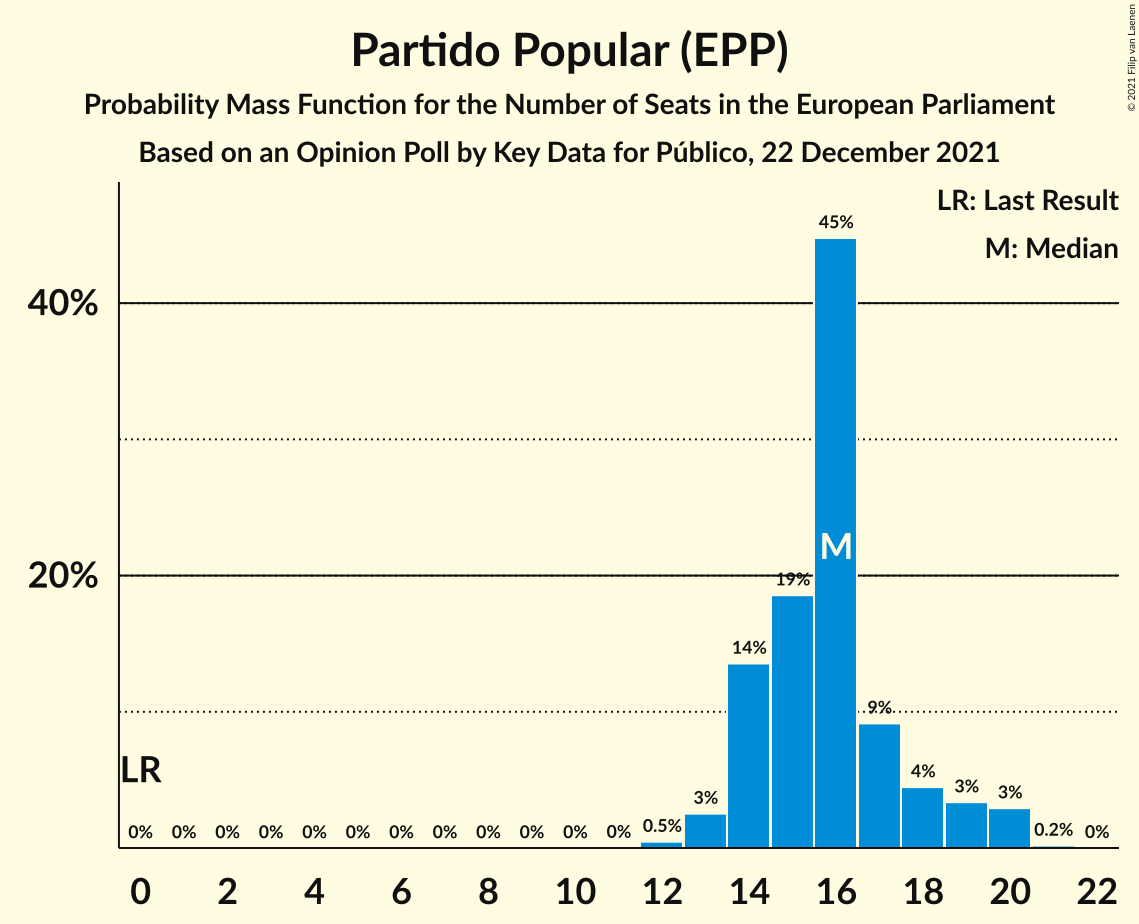 Partido Popular (EPP)
Probability Mass Function for the Number of Seats in the European Parliament
Based on an Opinion Poll by Key Data for Público, 22 December 2021
© 2021 Filip van Laenen
LR: Last Result
M: Median
45%
40%
M
20%
19%
14%
9%
LR
4%
3%
3%
3%
0% 0% 0% 0% 0% 0% 0% 0% 0% 0% 0% 0% 0.5% 0.2% 0%
0 2 4 6 8 10 12 14 16 18 20 22